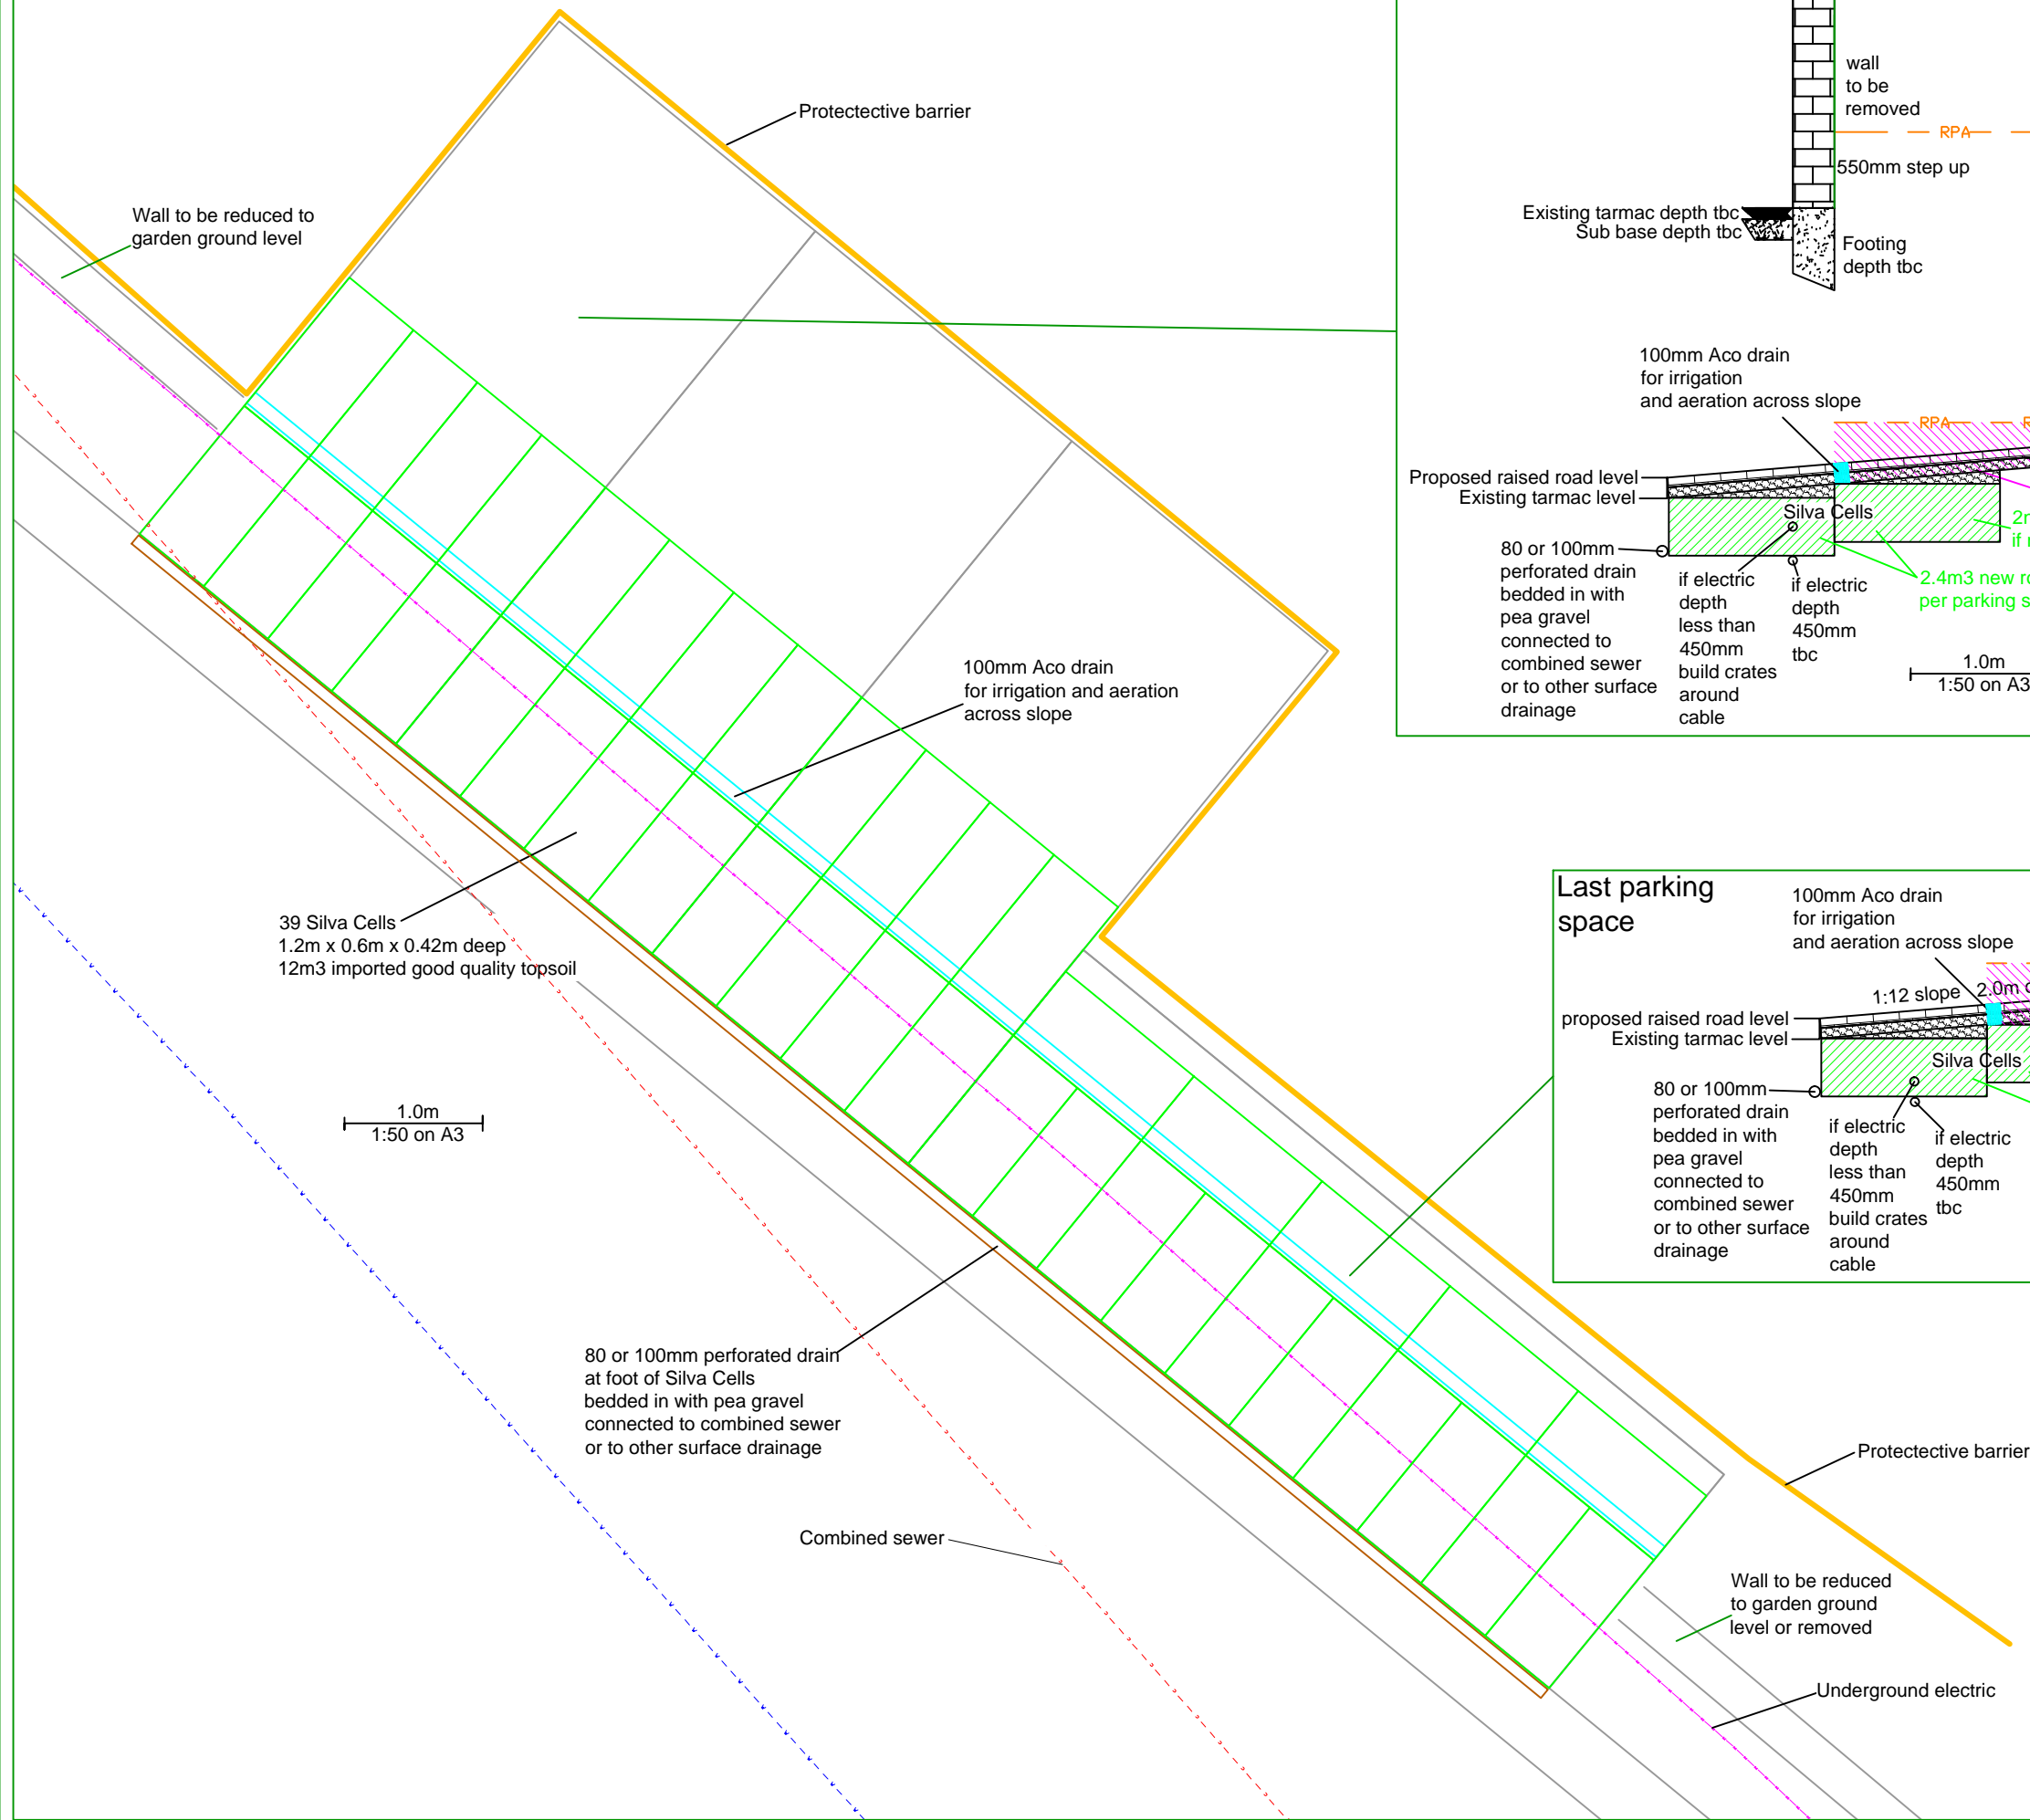 Protectective barrier
Wall to be reduced to
garden ground level
100mm Aco drain
for irrigation and aeration
across slope
39 Silva Cells
1.2m x 0.6m x 0.42m deep
12m3 imported good quality topsoil
1.0m
1:50 on A3
80 or 100mm perforated drain
at foot of Silva Cells
bedded in with pea gravel
connected to combined sewer
or to other surface drainage
Combined sewer
wall
to be
removed
RPA
550mm step up
Existing tarmac depth tbc
Sub base depth tbc
Footing
depth tbc
100mm Aco drain
for irrigation
and aeration across slope
RPA
Proposed raised road level
Existing tarmac level
Silva Cells
80 or 100mm
perforated drain
bedded in with
pea gravel
connected to
combined sewer
or to other surface
drainage
if electric
depth
less than
450mm
build crates
around
cable
if electric
depth
450mm
tbc
if
2.4m3 new
per parking
1.0m
1:50 on A3
Last parking
space
100mm Aco drain
for irrigation
and aeration across slope
1:12 slope
2.0m
proposed raised road level
Existing tarmac level
Silva Cells
80 or 100mm
perforated drain
bedded in with
pea gravel
connected to
combined sewer
or to other surface
drainage
if electric
depth
less than
450mm
build crates
around
cable
if electric
depth
450mm
tbc
Protectective barrier
Wall to be reduced
to garden ground
level or removed
Underground electric